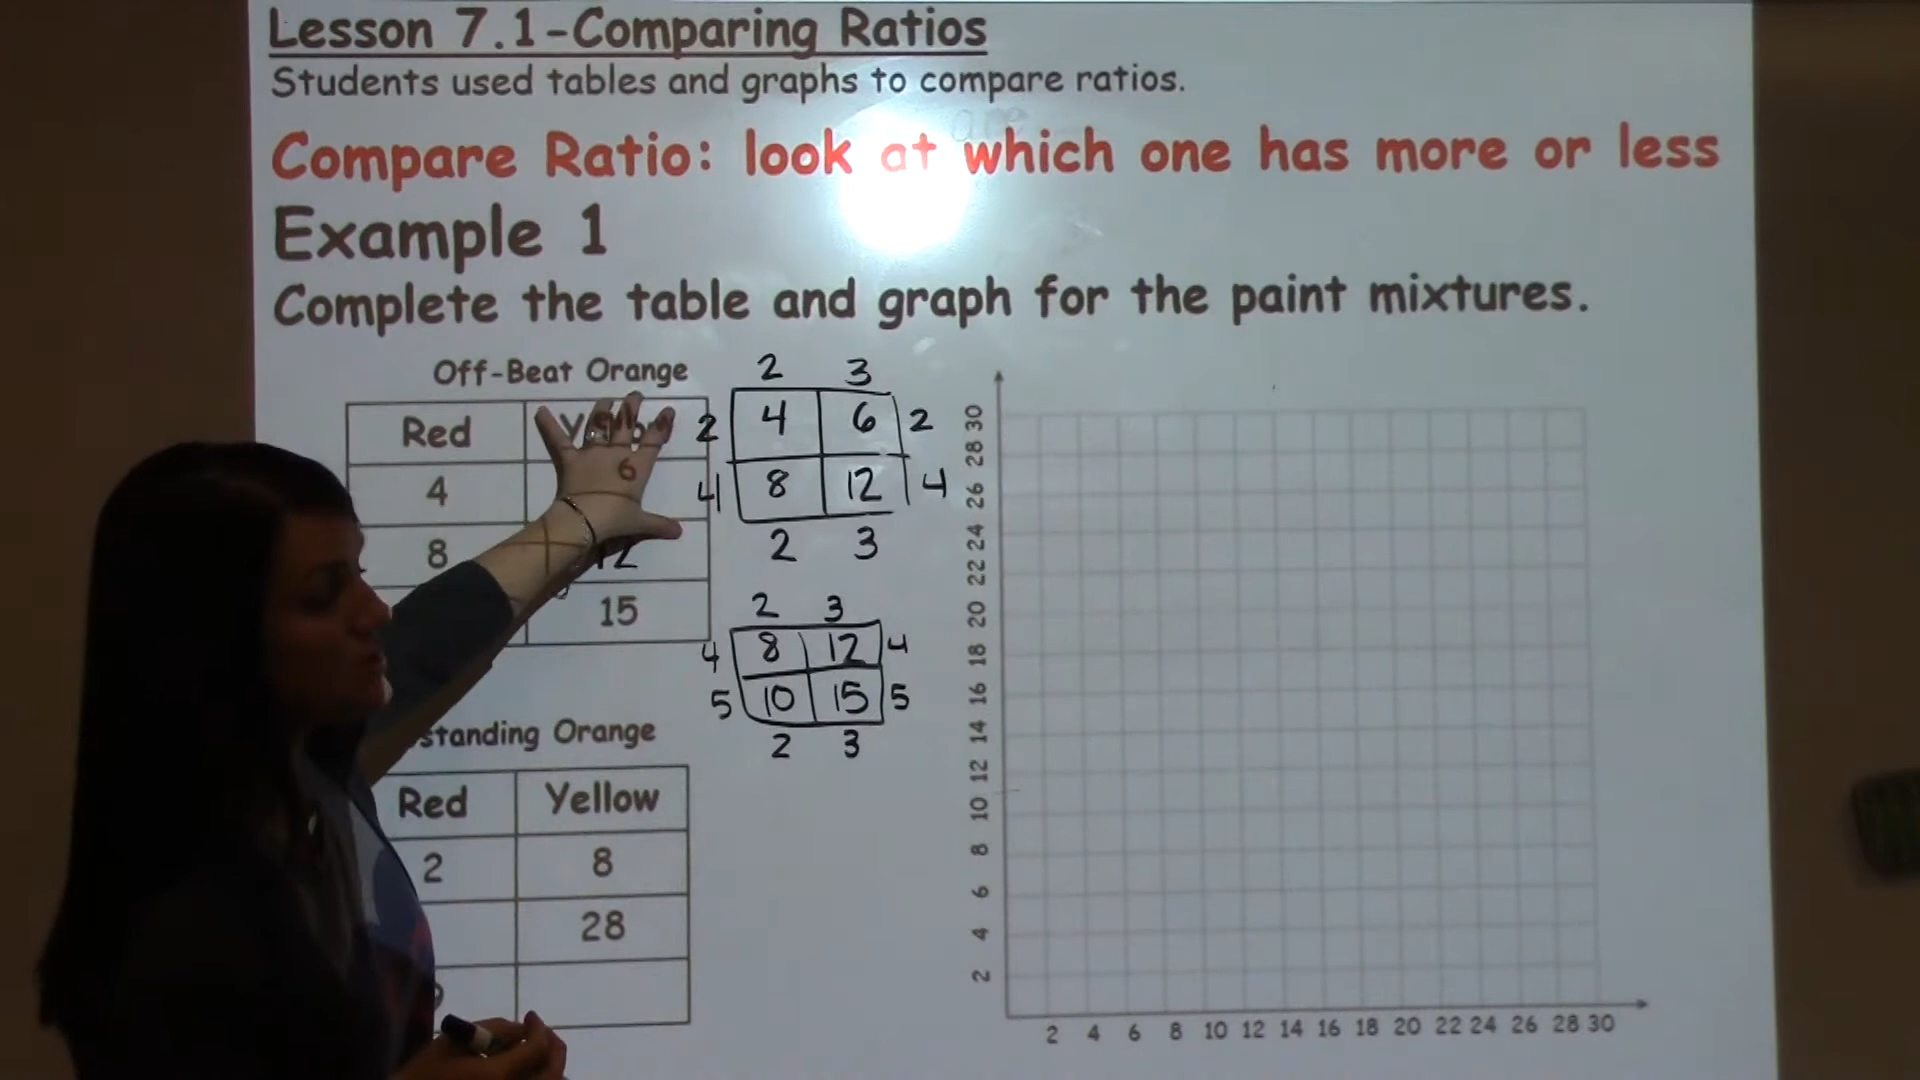 Lesson 7.1-Comparing Ratios
Students used tables and graphs to compare ratios.
are
Compare Ratio: look at which one has more or less
Example 1
Complete the table and graph for the paint mixtures.
Off-Beat Orange
Red Yellow
4 6
8 12
15
2 3
2 4 6 2
4 8 12 4
2 3
2 3
4 8 12 4
5 10 15 5
2 3
standing Orange
Red Yellow
2 8
28
30
28
26
24
22
20
18
16
14
12
10
8
6
4
2
2 4 6 8 10 12 14 16 18 20 22 24 26 28 30